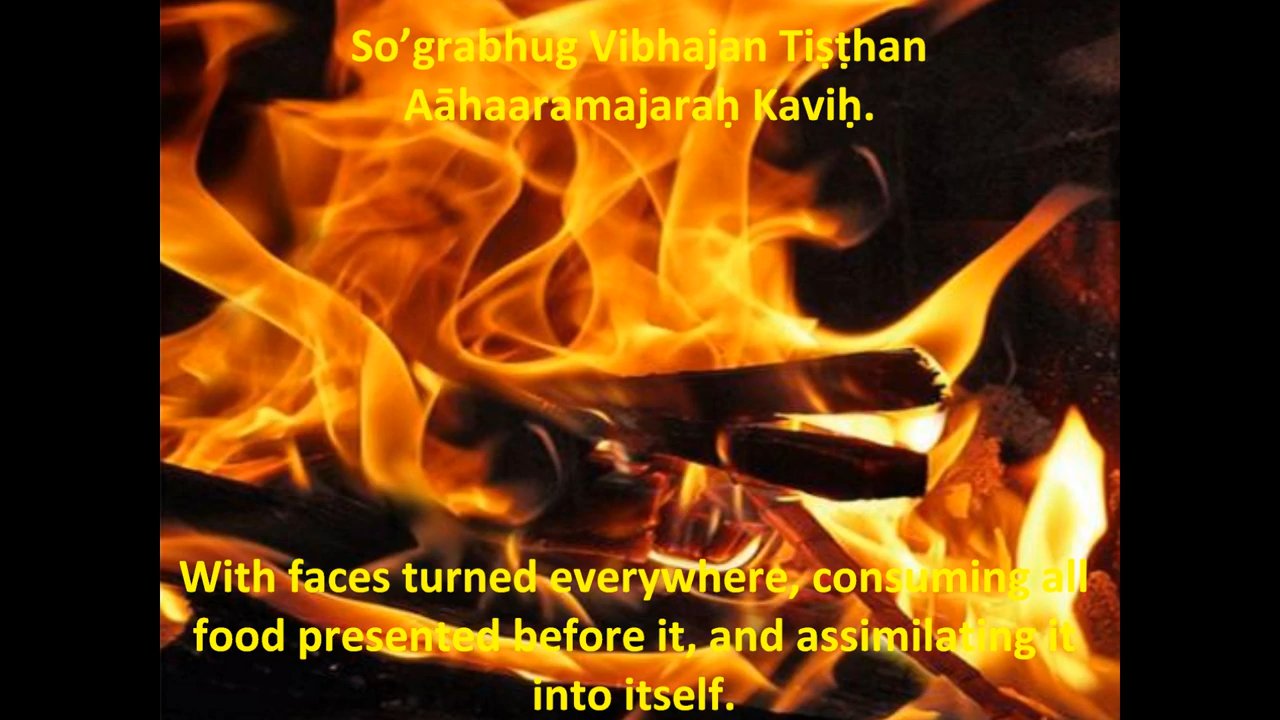 So’grabhug Vibhajan Tiṣṭhan
Aāhaaramajaraḥ Kaviḥ.
With faces turned everywhere, consuming all
food presented before it, and assimilating it
into itself.